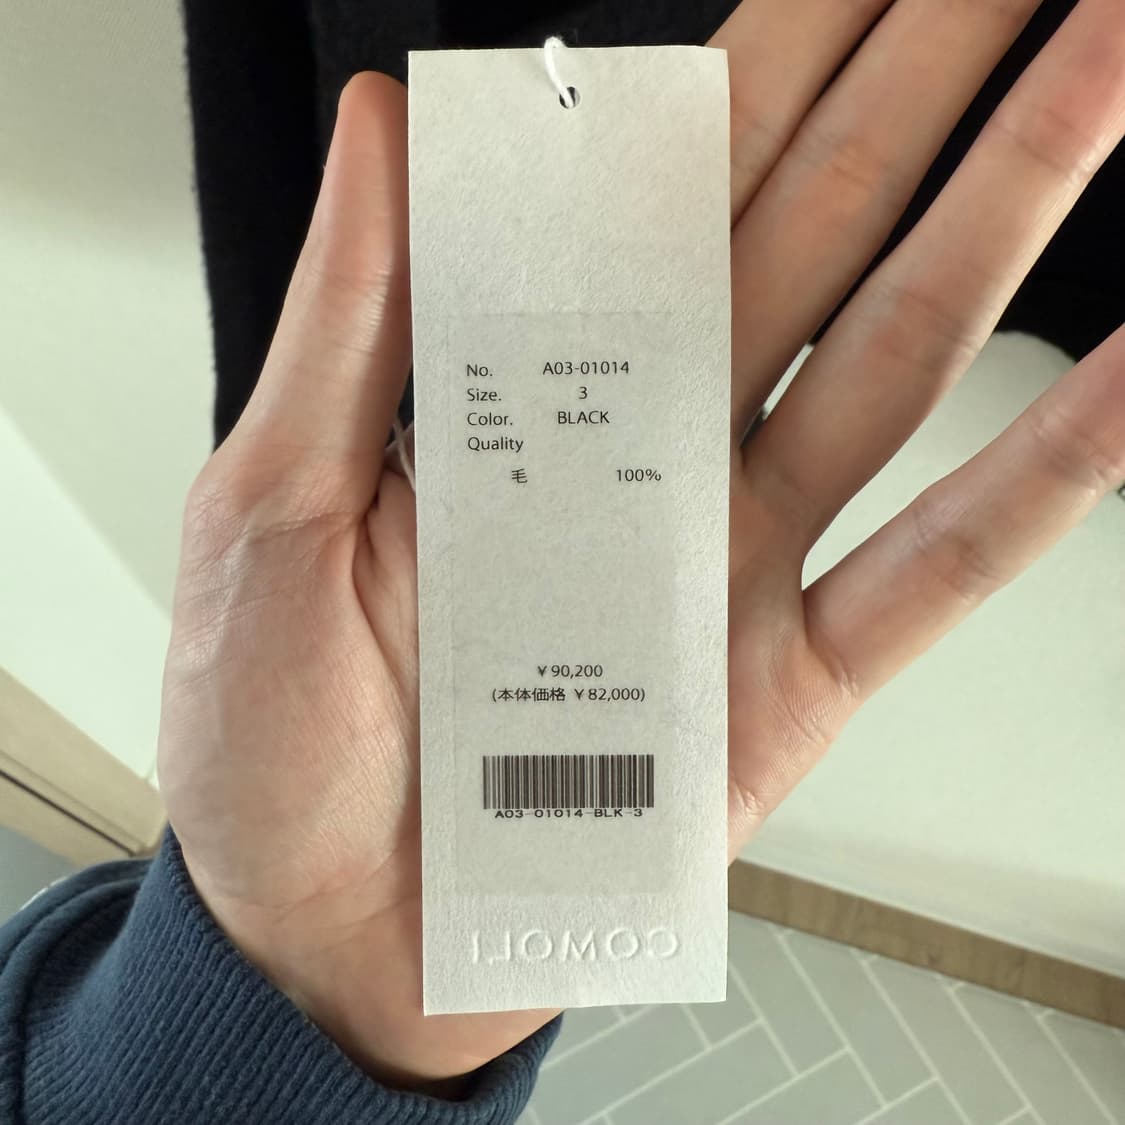 No. A03-01014
Size. 3
Color. BLACK
Quality
毛 100%
￥90,200
(本体価格 ￥82,000)
A03-01014-BLK-3
COMOLI